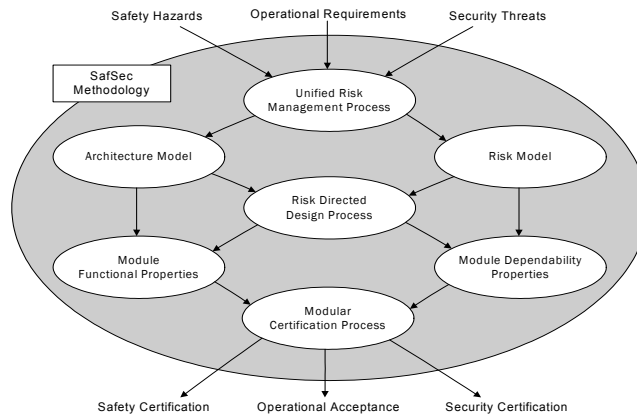 Safety Hazards
Operational Requirements
Security Threats
SafSec
Methodology
Unified Risk
Management Process
Architecture Model
Risk Model
Risk Directed
Design Process
Module
Functional Properties
Module Dependability
Properties
Modular
Certification Process
Safety Certification
Operational Acceptance
Security Certification